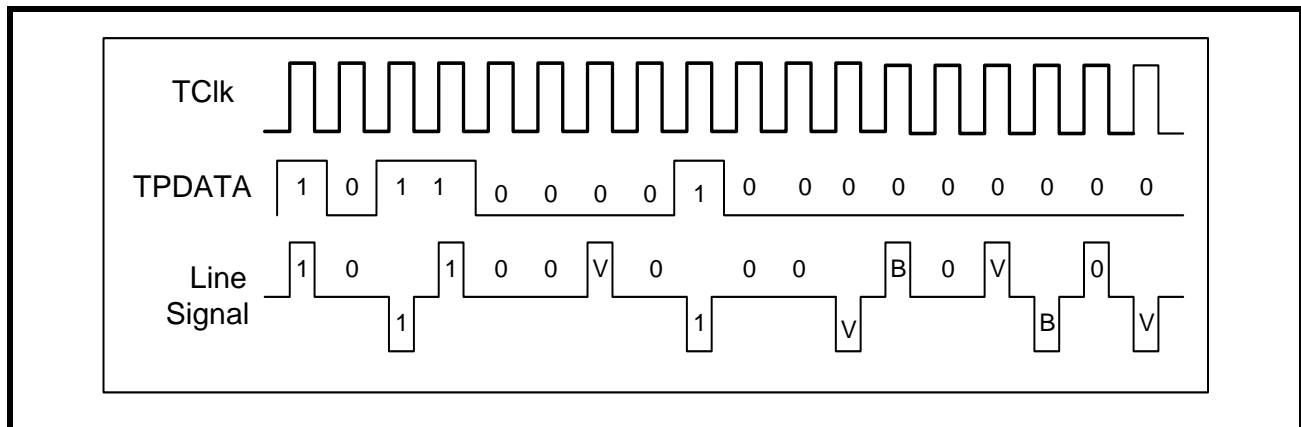 TClk
TPDATA 1 0 1 1 0 0 0 0 1 0 0 0 0 0 0 0 0 0
Line Signal 1 0 1 1 0 0 V 0 1 0 0 V B 0 V B 0 V